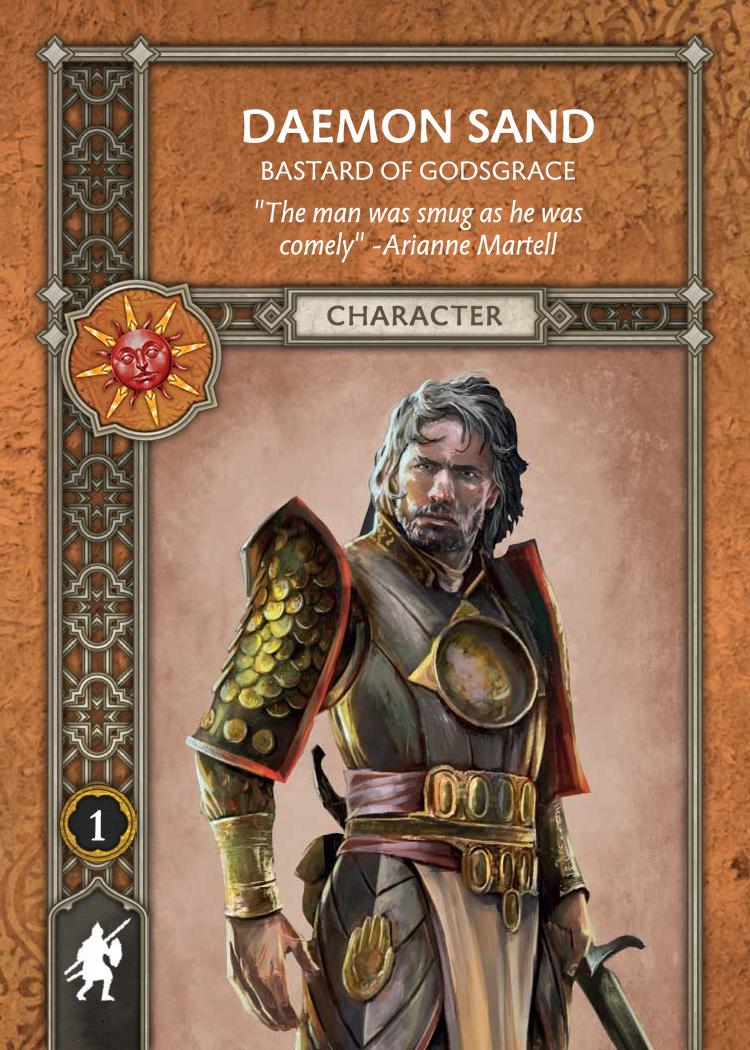 DAEMON SAND
BASTARD OF GODSGRACE
"The man was smug as he was
comely" -Arianne Martell
CHARACTER
1